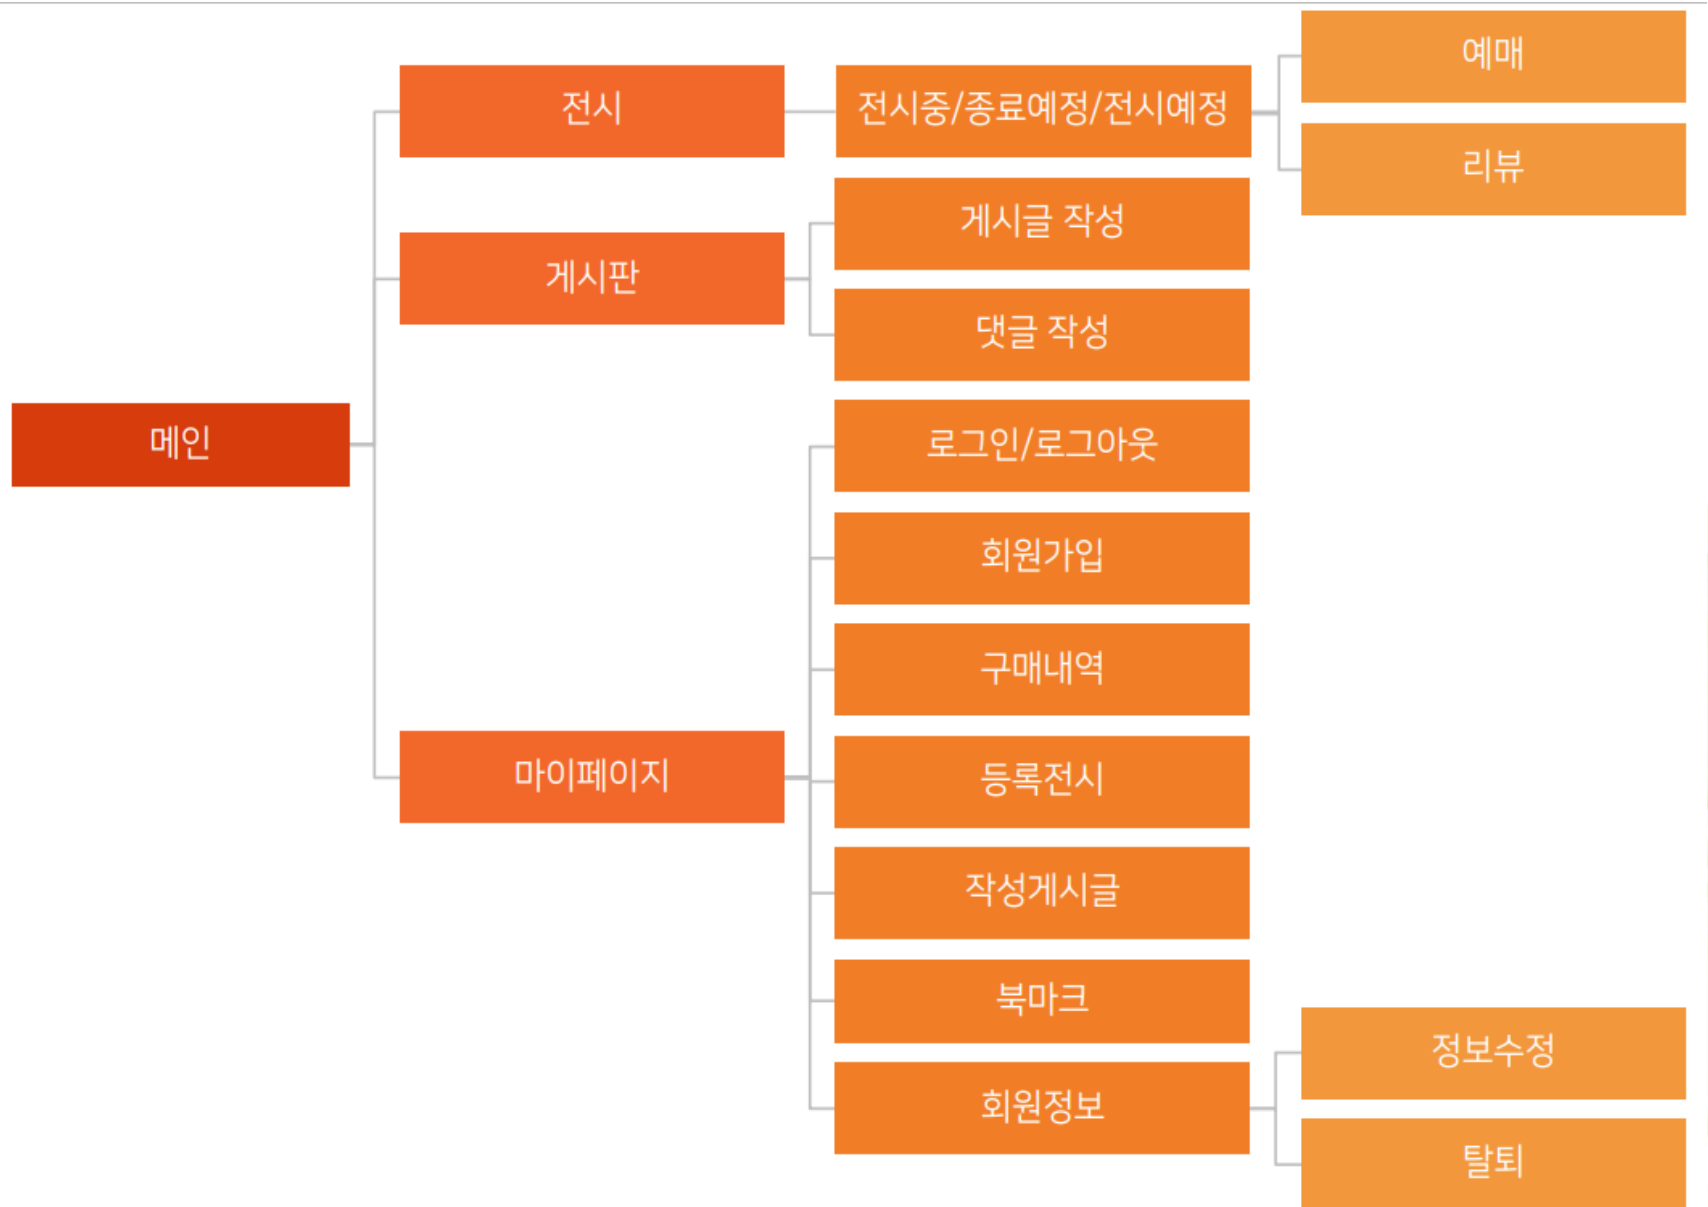 메인
전시
전시중/종료예정/전시예정
예매
리뷰
게시판
게시글 작성
댓글 작성
마이페이지
로그인/로그아웃
회원가입
구매내역
등록전시
작성게시글
북마크
회원정보
정보수정
탈퇴